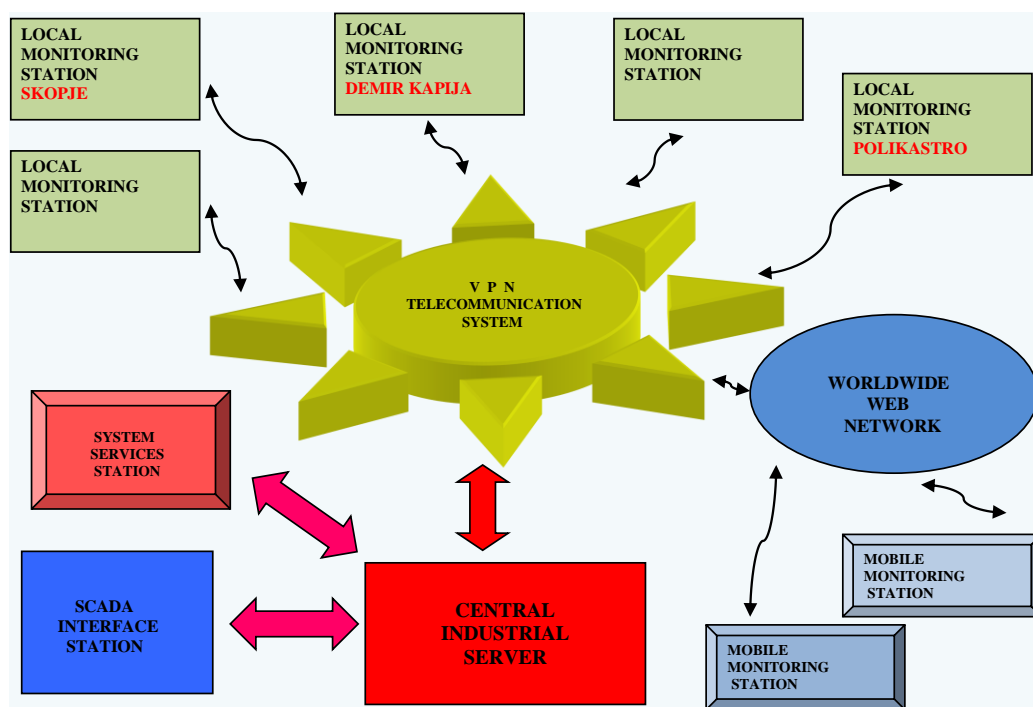 LOCAL
MONITORING
STATION
SKOPJE
LOCAL
MONITORING
STATION
DEMIR KAPIJA
LOCAL
MONITORING
STATION
LOCAL
MONITORING
STATION
POLIKASTRO
LOCAL
MONITORING
STATION
V P N
TELECOMMUNICATION
SYSTEM
WORLDWIDE
WEB
NETWORK
SYSTEM
SERVICES
STATION
SCADA
INTERFACE
STATION
CENTRAL
INDUSTRIAL
SERVER
MOBILE
MONITORING
STATION
MOBILE
MONITORING
STATION